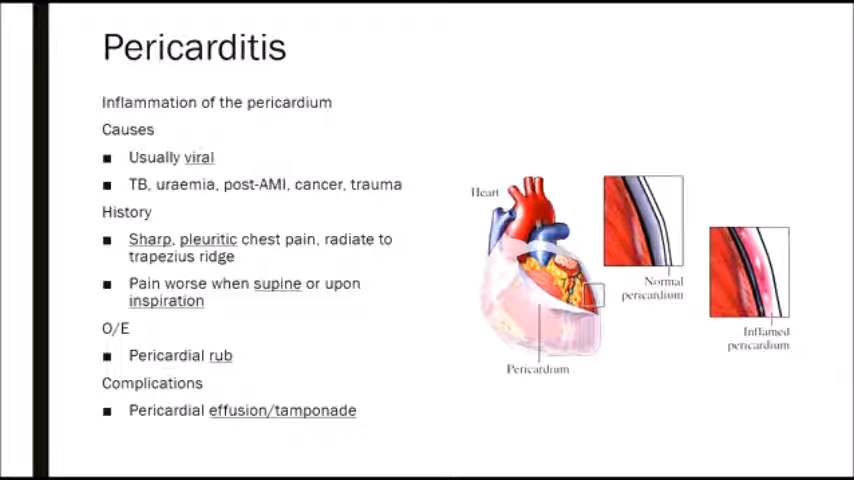 Pericarditis
Inflammation of the pericardium
Causes
■ Usually viral
■ TB, uraemia, post-AMI, cancer, trauma
History
■ Sharp, pleuritic chest pain, radiate to
trapezius ridge
■ Pain worse when supine or upon
inspiration
O/E
■ Pericardial rub
Complications
■ Pericardial effusion/tamponade
Heart
Normal
pericardium
Inflamed
pericardium
Pericardium